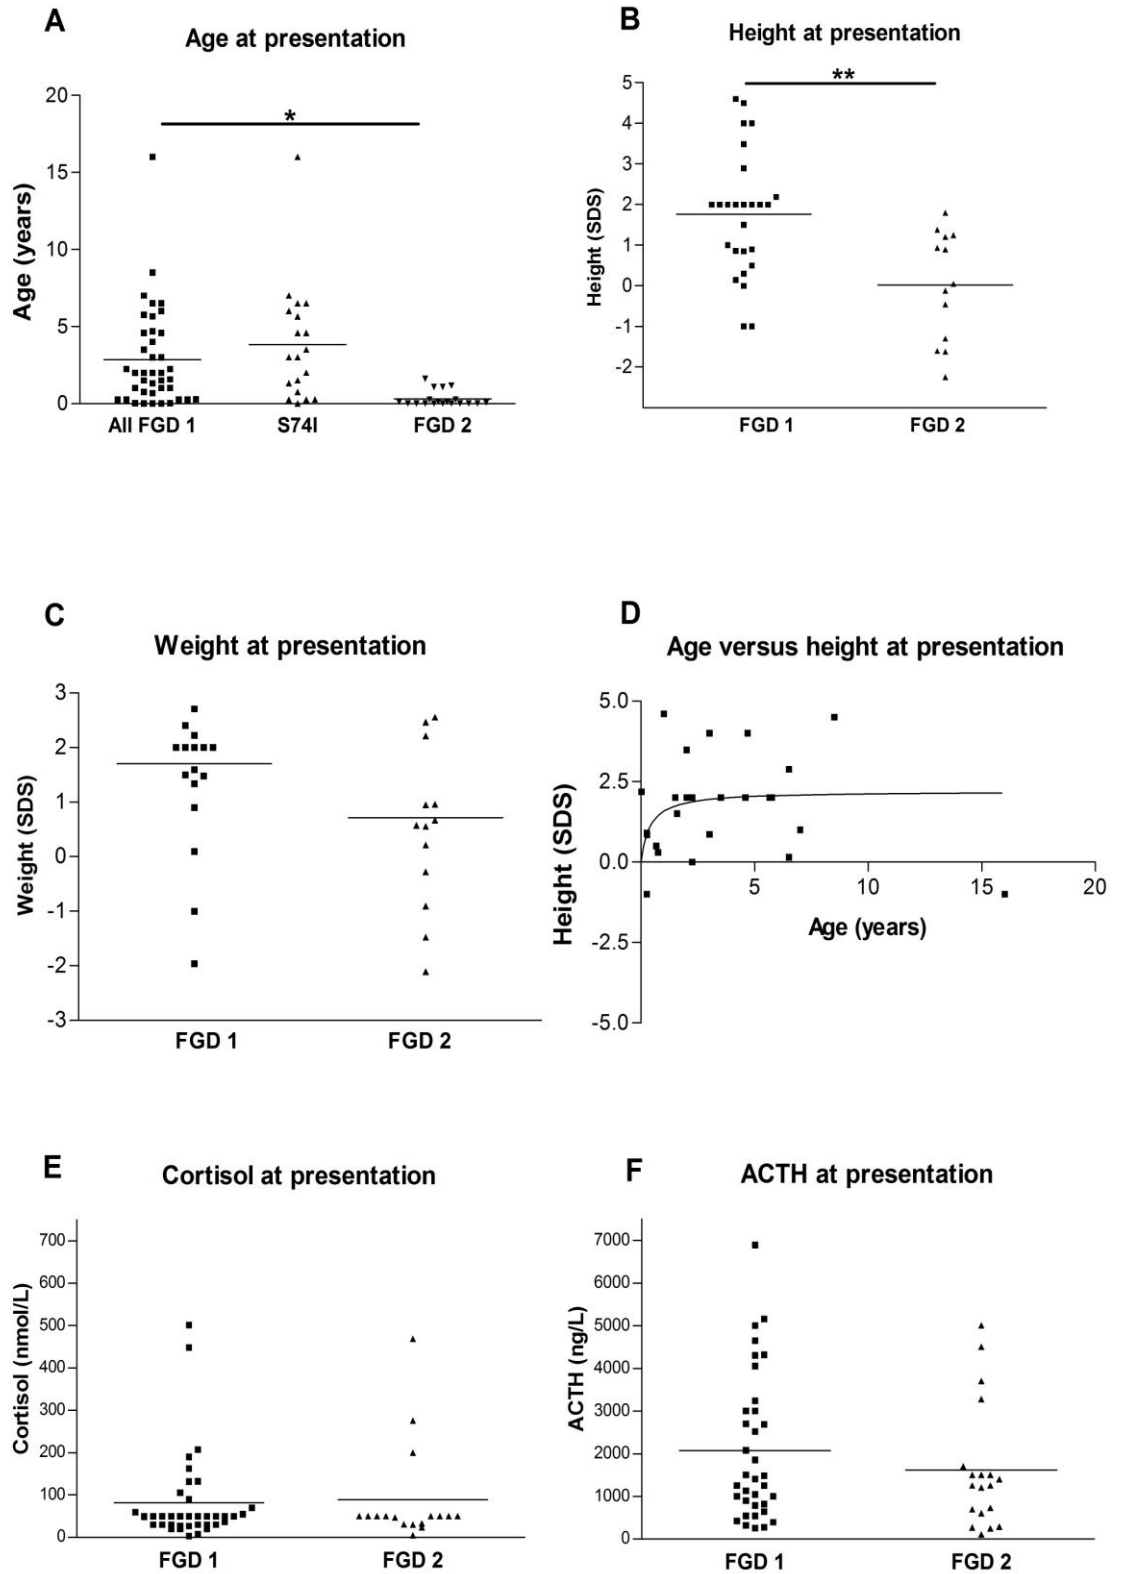 A
Age at presentation
20
15
10
5
0
Age (years)
*
All FGD 1
S74I
FGD 2
B
Height at presentation
5
4
3
2
1
0
-1
-2
Height (SDS)
**
FGD 1
FGD 2
C
Weight at presentation
3
2
1
0
-1
-2
-3
Weight (SDS)
FGD 1
FGD 2
D
Age versus height at presentation
5.0
2.5
0.0
-2.5
-5.0
Height (SDS)
5
10
15
20
Age (years)
E
Cortisol at presentation
700
600
500
400
300
200
100
0
Cortisol (nmol/L)
FGD 1
FGD 2
F
ACTH at presentation
7000
6000
5000
4000
3000
2000
1000
0
ACTH (ng/L)
FGD 1
FGD 2